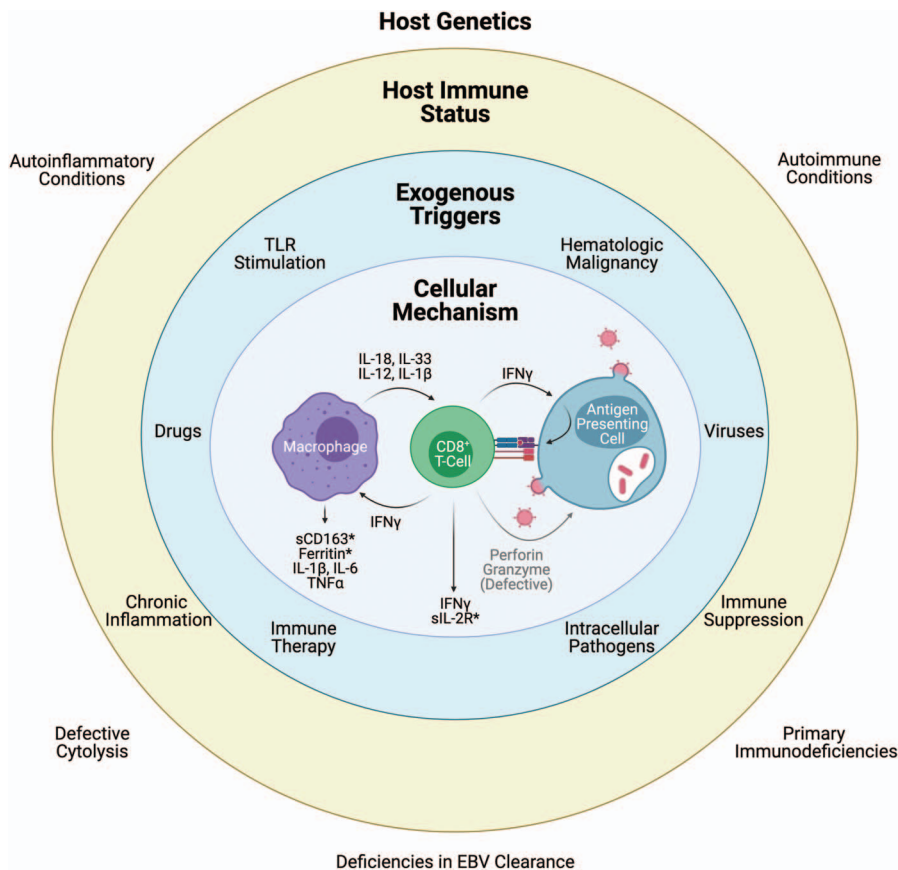 Host Genetics
Host Immune
Status
Autoinflammatory
Conditions
Autoimmune
Conditions
Exogenous
Triggers
TLR
Stimulation
Hematologic
Malignancy
Cellular
Mechanism
IL-18, IL-33
IL-12, IL-1β
IFNγ
Antigen
Presenting
Cell
Drugs
Macrophage
CD8⁺
T-Cell
Viruses
IFNγ
sCD163*
Ferritin*
IL-1β, IL-6
TNFα
Perforin
Granzyme
(Defective)
IFNγ
sIL-2R*
Chronic
Inflammation
Immune
Suppression
Immune
Therapy
Intracellular
Pathogens
Defective
Cytolysis
Primary
Immunodeficiencies
Deficiencies in EBV Clearance